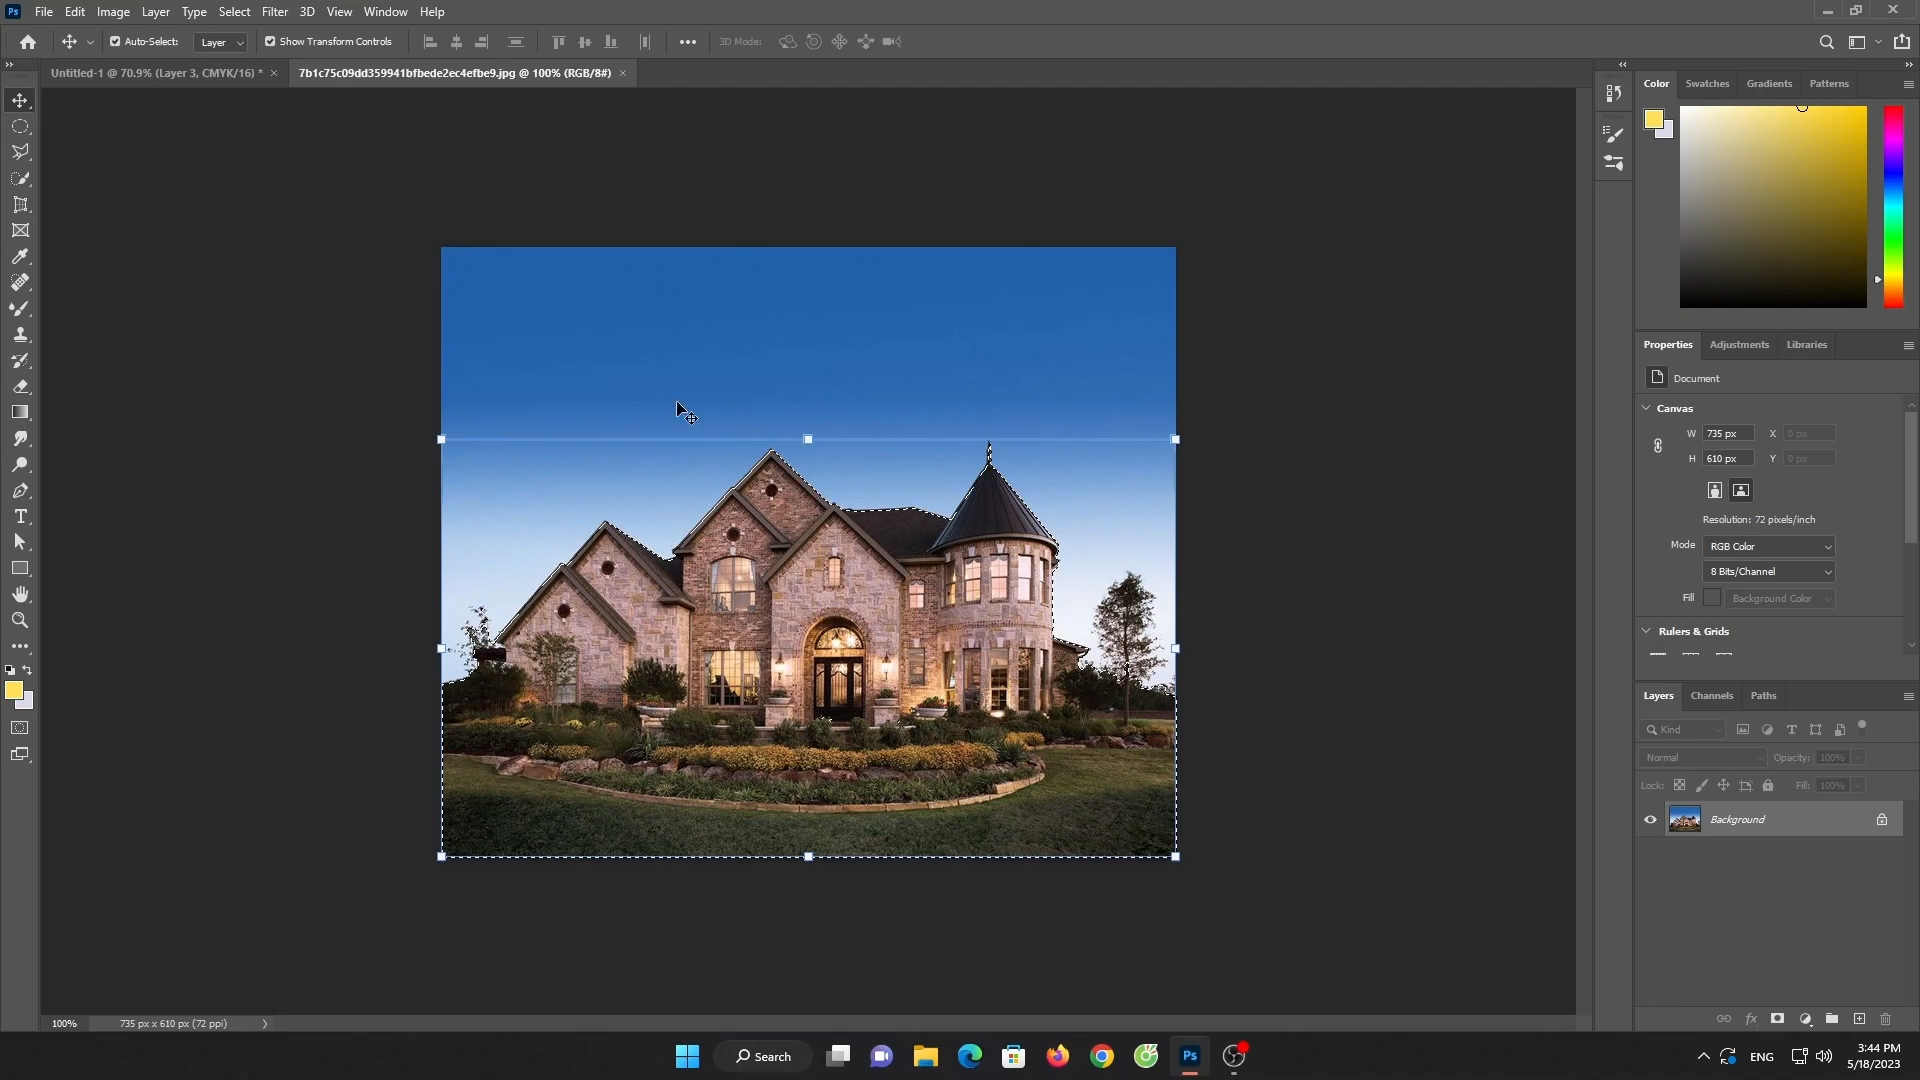 Ps File Edit Image Layer Type Select Filter 3D View Window Help
Auto-Select: Layer Show Transform Controls 3D Mode:
Untitled-1 @ 70.9% (Layer 3, CMYK/16) * × 7b1c75c09dd359941bfbede2ec4efbe9.jpg @ 100% (RGB/8#) ×
Color Swatches Gradients Patterns
Properties Adjustments Libraries
Document
Canvas
W 735 px X 0 px
H 610 px Y 0 px
Resolution: 72 pixels/inch
Mode RGB Color
8 Bits/Channel
Fill Background Color
Rulers & Grids
Layers Channels Paths
Kind
Normal Opacity: 100%
Lock: Fill: 100%
Background
fx
100% 735 px x 610 px (72 ppi)
Search Ps ENG 3:44 PM
5/18/2023